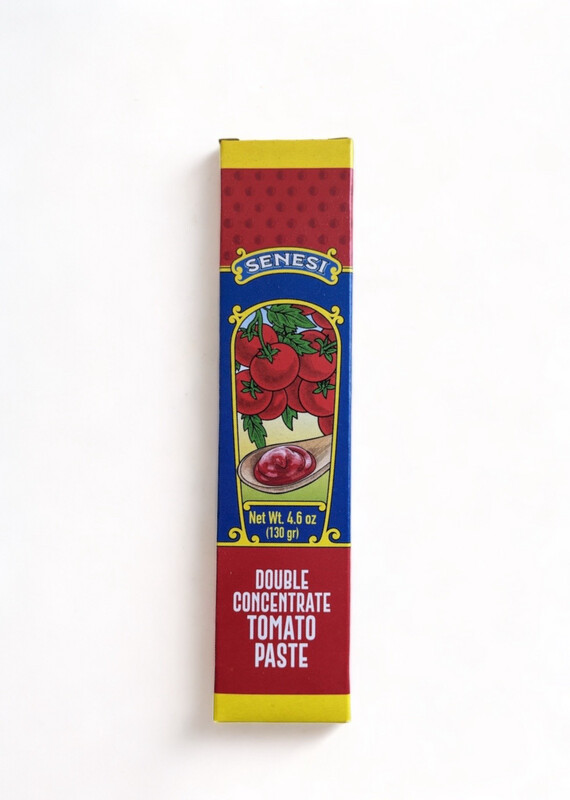 SENESI
Net Wt. 4.6 oz
(130 gr)
DOUBLE
CONCENTRATE
TOMATO
PASTE